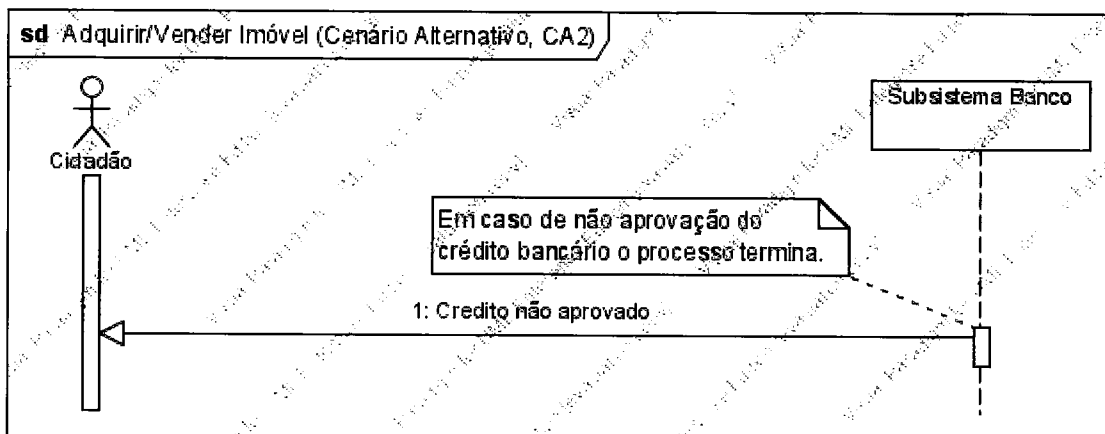 sd Adquirir/Vender Imóvel (Cenário Alternativo, CA2)
Cidadão
Subsistema Banco
Em caso de não aprovação do
crédito bancário o processo termina.
1: Credito não aprovado